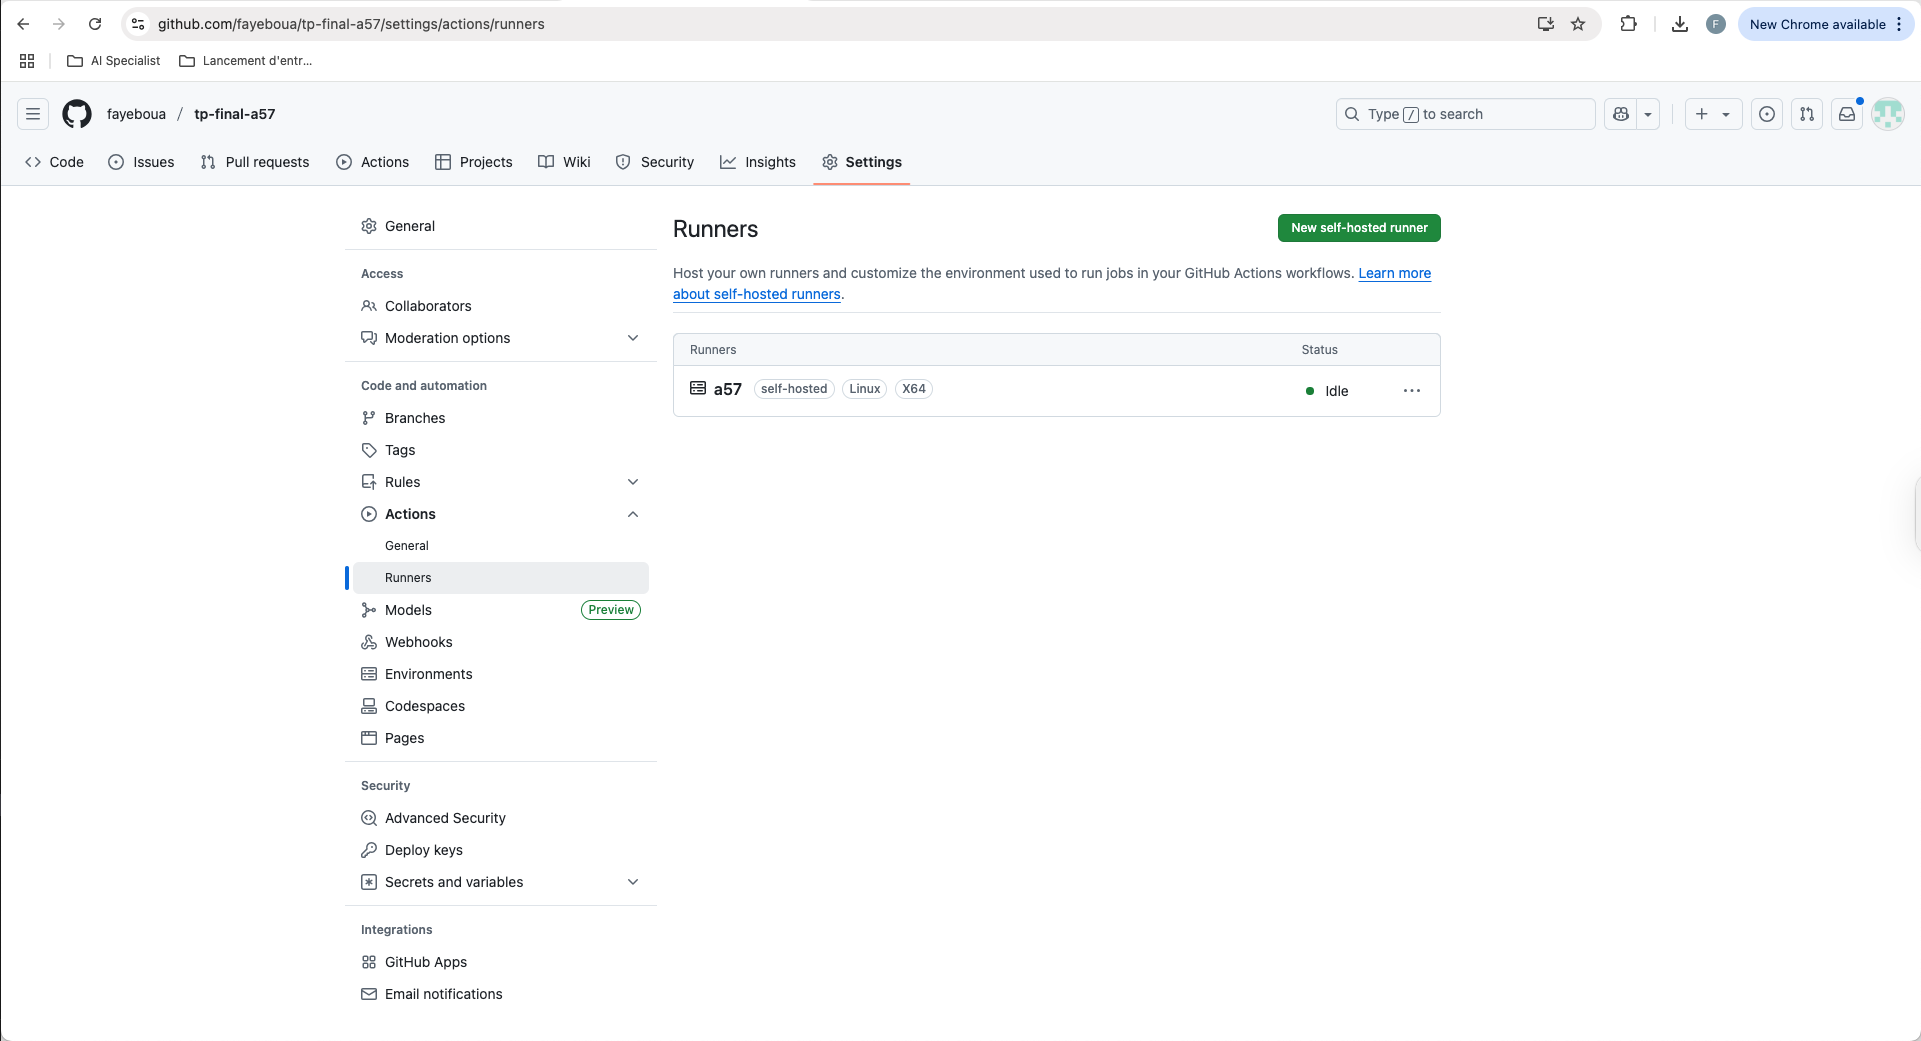 github.com/fayeboua/tp-final-a57/settings/actions/runners
F
New Chrome available
AI Specialist
Lancement d'entr...
fayeboua / tp-final-a57
Type / to search
Code
Issues
Pull requests
Actions
Projects
Wiki
Security
Insights
Settings
General
Access
Collaborators
Moderation options
Code and automation
Branches
Tags
Rules
Actions
General
Runners
Models
Preview
Webhooks
Environments
Codespaces
Pages
Security
Advanced Security
Deploy keys
Secrets and variables
Integrations
GitHub Apps
Email notifications
Runners
New self-hosted runner
Host your own runners and customize the environment used to run jobs in your GitHub Actions workflows. Learn more
about self-hosted runners.
Runners
Status
a57
self-hosted
Linux
X64
Idle